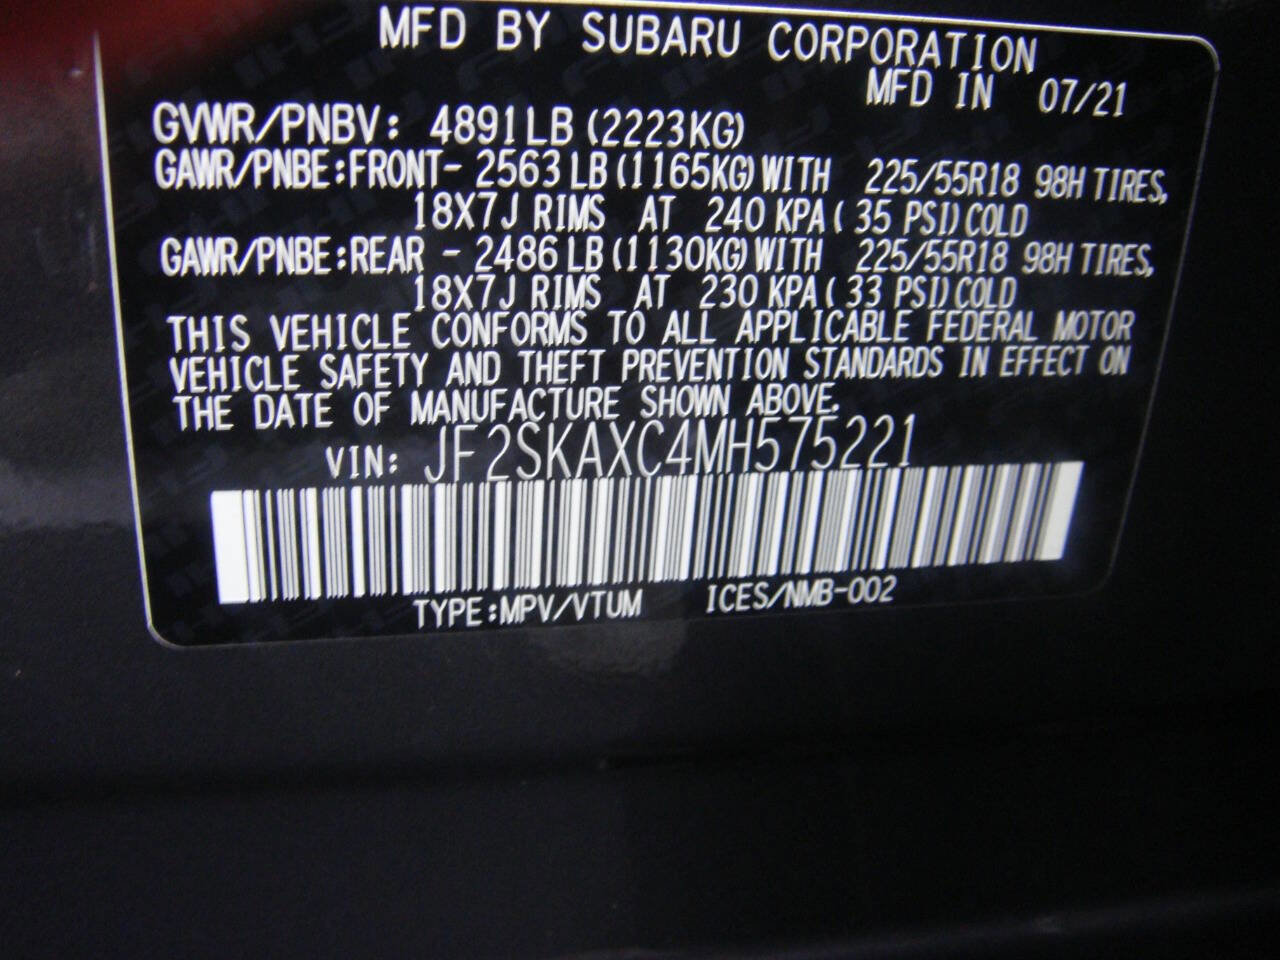 MFD BY SUBARU CORPORATION
MFD IN 07/21
GVWR/PNBV: 4891LB (2223KG)
GAWR/PNBE:FRONT- 2563 LB (1165KG) WITH 225/55R18 98H TIRES,
18X7J RIMS AT 240 KPA ( 35 PSI) COLD
GAWR/PNBE:REAR - 2486 LB (1130KG) WITH 225/55R18 98H TIRES,
18X7J RIMS AT 230 KPA ( 33 PSI) COLD
THIS VEHICLE CONFORMS TO ALL APPLICABLE FEDERAL MOTOR
VEHICLE SAFETY AND THEFT PREVENTION STANDARDS IN EFFECT ON
THE DATE OF MANUFACTURE SHOWN ABOVE.
VIN: JF2SKAXC4MH575221
TYPE:MPV/VTUM ICES/NMB-002